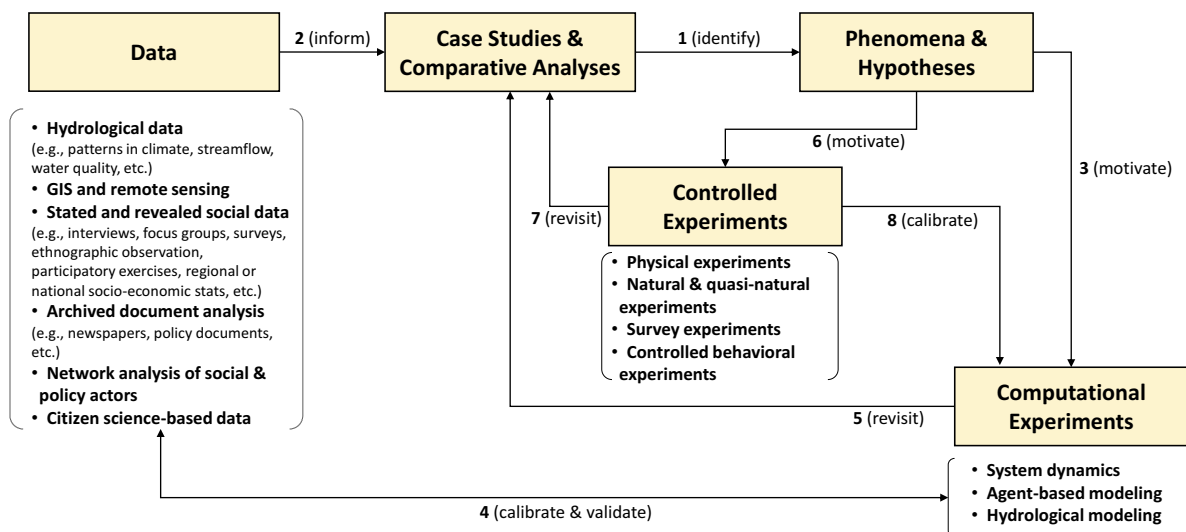 Data
2 (inform)
Case Studies &
Comparative Analyses
1 (identify)
Phenomena &
Hypotheses
• Hydrological data
(e.g., patterns in climate, streamflow,
water quality, etc.)
• GIS and remote sensing
• Stated and revealed social data
(e.g., interviews, focus groups, surveys,
ethnographic observation,
participatory exercises, regional or
national socio-economic stats, etc.)
• Archived document analysis
(e.g., newspapers, policy documents,
etc.)
• Network analysis of social &
policy actors
• Citizen science-based data
6 (motivate)
3 (motivate)
Controlled
Experiments
7 (revisit)
8 (calibrate)
• Physical experiments
• Natural & quasi-natural
experiments
• Survey experiments
• Controlled behavioral
experiments
Computational
Experiments
5 (revisit)
• System dynamics
• Agent-based modeling
• Hydrological modeling
4 (calibrate & validate)